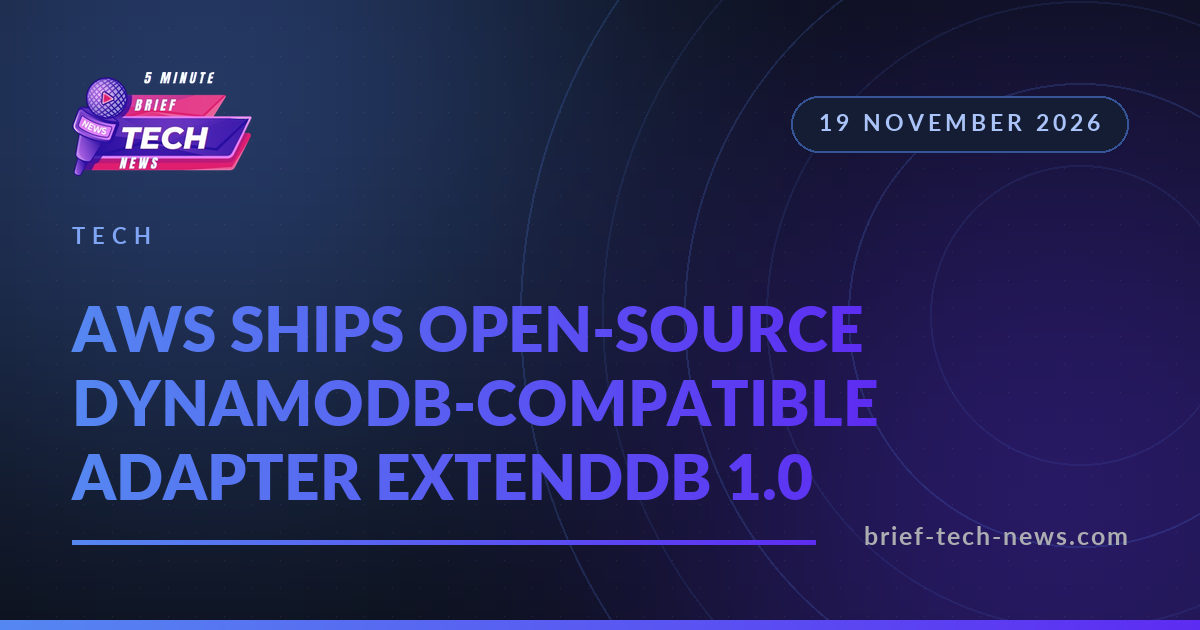 5 MINUTE
BRIEF
NEWS
TECH
NEWS
19 NOVEMBER 2026
TECH
AWS SHIPS OPEN-SOURCE
DYNAMODB-COMPATIBLE
ADAPTER EXTENDDB 1.0
brief-tech-news.com